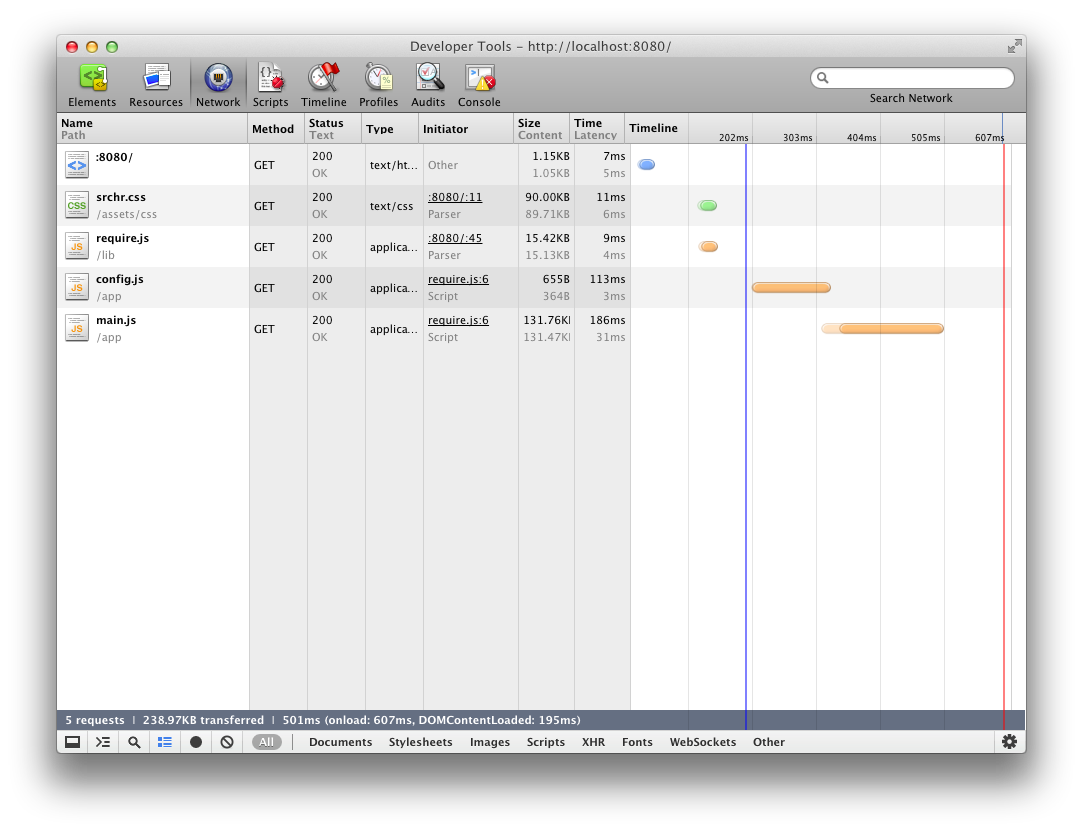 Developer Tools – http://localhost:8080/
Elements Resources Network Scripts Timeline Profiles Audits Console
Search Network
Name Path Method Status Text Type Initiator Size Content Time Latency Timeline 202ms 303ms 404ms 505ms 607ms
:8080/ GET 200 OK text/ht... Other 1.15KB 1.05KB 7ms 5ms
srchr.css /assets/css GET 200 OK text/css :8080/:11 Parser 90.00KB 89.71KB 11ms 6ms
require.js /lib GET 200 OK applica... :8080/:45 Parser 15.42KB 15.13KB 9ms 4ms
config.js /app GET 200 OK applica... require.js:6 Script 655B 364B 113ms 3ms
main.js /app GET 200 OK applica... require.js:6 Script 131.76K 131.47K 186ms 31ms
5 requests | 238.97KB transferred | 501ms (onload: 607ms, DOMContentLoaded: 195ms)
All Documents Stylesheets Images Scripts XHR Fonts WebSockets Other